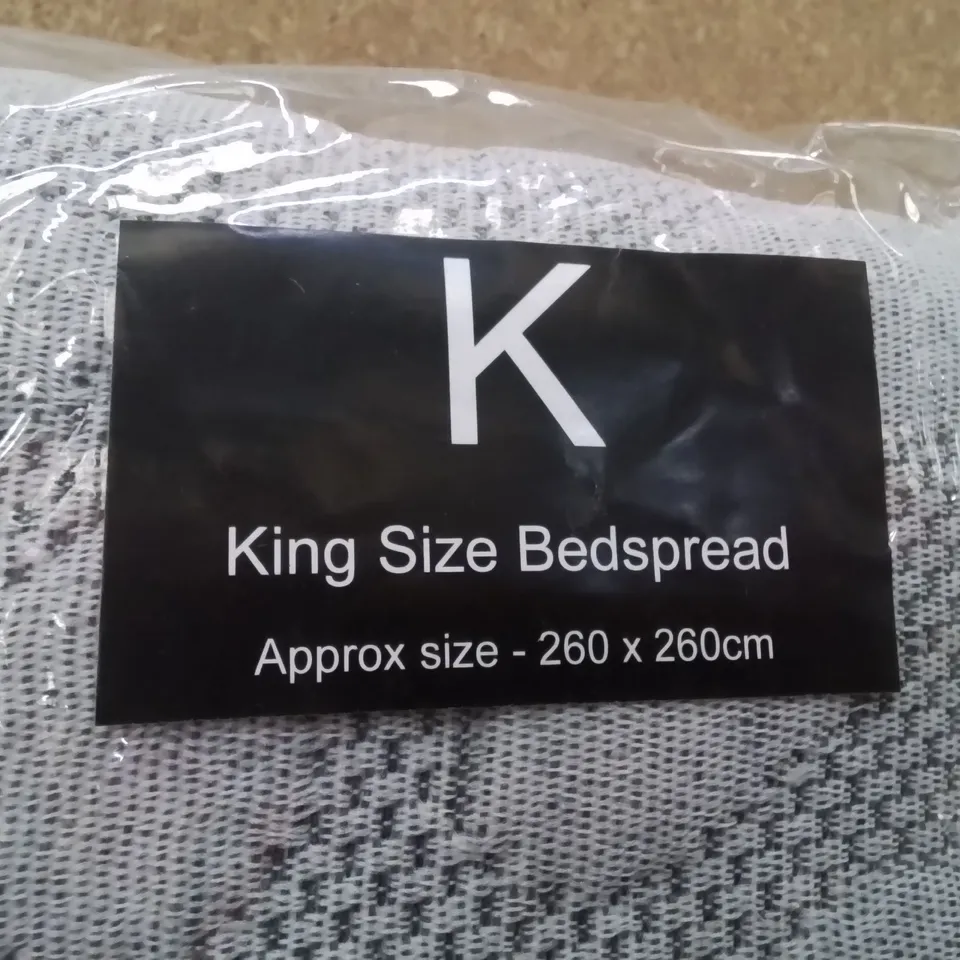 K
King Size Bedspread
Approx size - 260 x 260cm